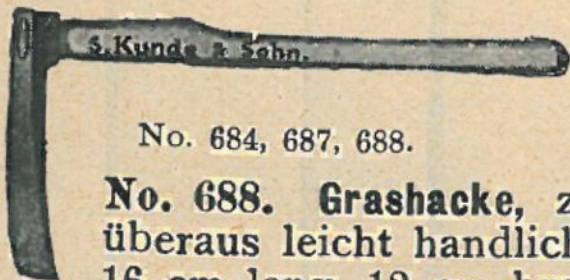 S. Kunde & Sohn.
No. 684, 687, 688.
No. 688. Grashacke, z
überaus leicht handlich